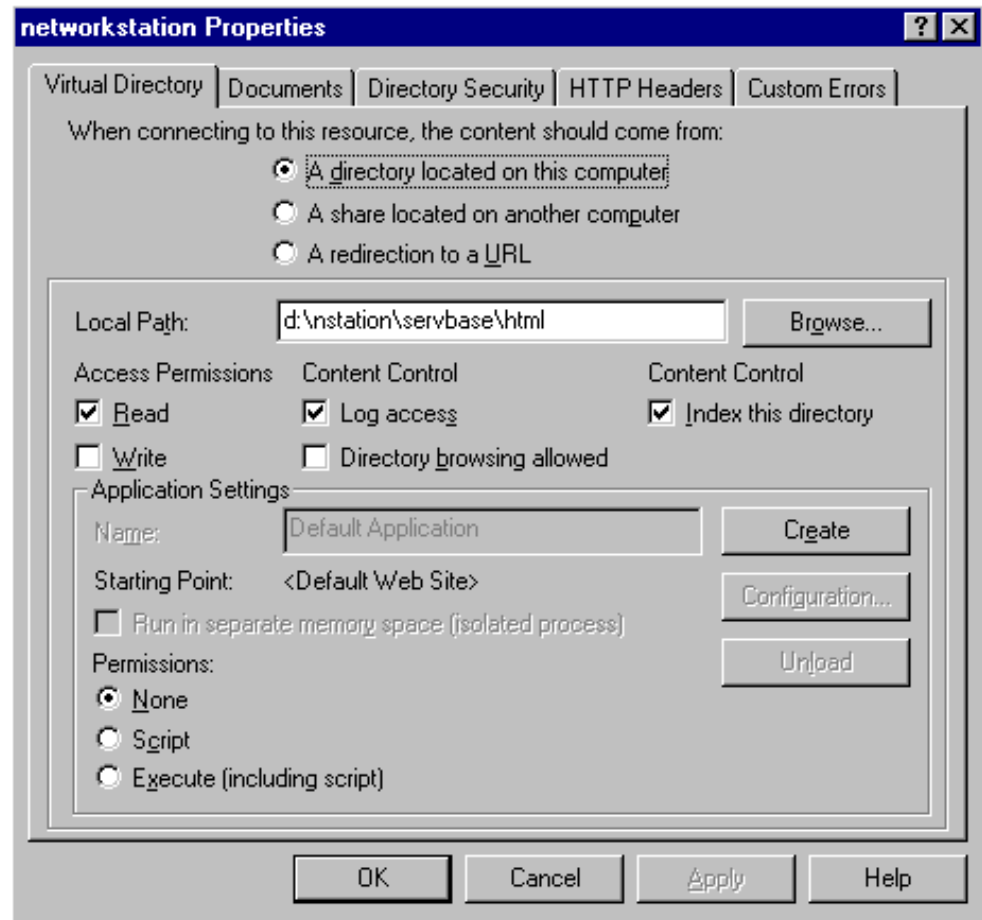 networkstation Properties
Virtual Directory Documents Directory Security HTTP Headers Custom Errors
When connecting to this resource, the content should come from:
A directory located on this computer
A share located on another computer
A redirection to a URL
Local Path: d:\nstation\servbase\html Browse...
Access Permissions Content Control Content Control
Read Log access Index this directory
Write Directory browsing allowed
Application Settings
Name: Default Application Create
Starting Point: <Default Web Site> Configuration...
Run in separate memory space (isolated process)
Permissions: Unload
None
Script
Execute (including script)
OK Cancel Apply Help